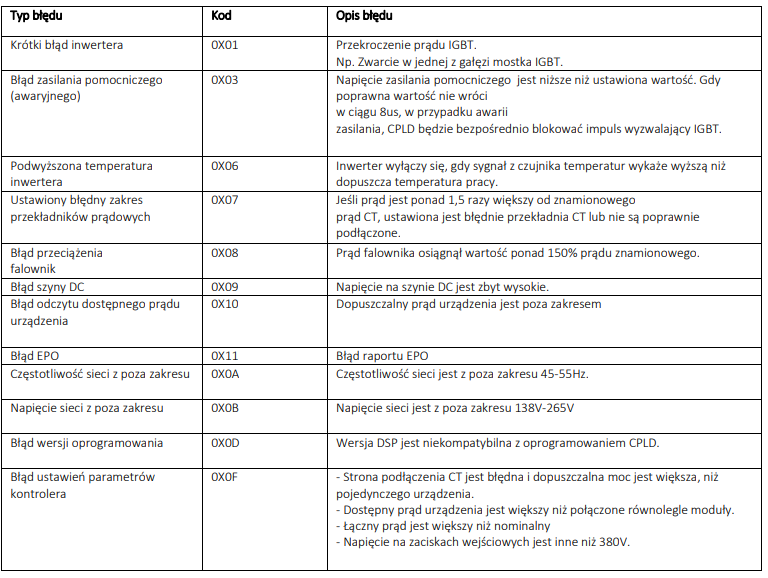 Typ błędu Kod Opis błędu
Krótki błąd inwertera 0X01 Przekroczenie prądu IGBT.
Np. Zwarcie w jednej z gałęzi mostka IGBT.
Błąd zasilania pomocniczego 0X03 Napięcie zasilania pomocniczego jest niższe niż ustawiona wartość. Gdy
(awaryjnego) poprawna wartość nie wróci
w ciągu 8us, w przypadku awarii
zasilania, CPLD będzie bezpośrednio blokować impuls wyzwalający IGBT.
Podwyższona temperatura 0X06 Inwerter wyłączy się, gdy sygnał z czujnika temperatur wykaże wyższą niż
inwertera dopuszcza temperatura pracy.
Ustawiony błędny zakres 0X07 Jeśli prąd jest ponad 1,5 razy większy od znamionowego
przekładników prądowych prąd CT, ustawiona jest błędnie przekładnia CT lub nie są poprawnie
podłączone.
Błąd przeciążenia 0X08 Prąd falownika osiągnął wartość ponad 150% prądu znamionowego.
falownik
Błąd szyny DC 0X09 Napięcie na szynie DC jest zbyt wysokie.
Błąd odczytu dostępnego prądu 0X10 Dopuszczalny prąd urządzenia jest poza zakresem
urządzenia
Błąd EPO 0X11 Błąd raportu EPO
Częstotliwość sieci z poza zakresu 0X0A Częstotliwość sieci jest z poza zakresu 45-55Hz.
Napięcie sieci z poza zakresu 0X0B Napięcie sieci jest z poza zakresu 138V-265V
Błąd wersji oprogramowania 0X0D Wersja DSP jest niekompatybilna z oprogramowaniem CPLD.
Błąd ustawień parametrów 0X0F - Strona podłączenia CT jest błędna i dopuszczalna moc jest większa, niż
kontrolera pojedynczego urządzenia.
- Dostępny prąd urządzenia jest większy niż połączone równolegle moduły.
- Łączny prąd jest większy niż nominalny
- Napięcie na zaciskach wejściowych jest inne niż 380V.